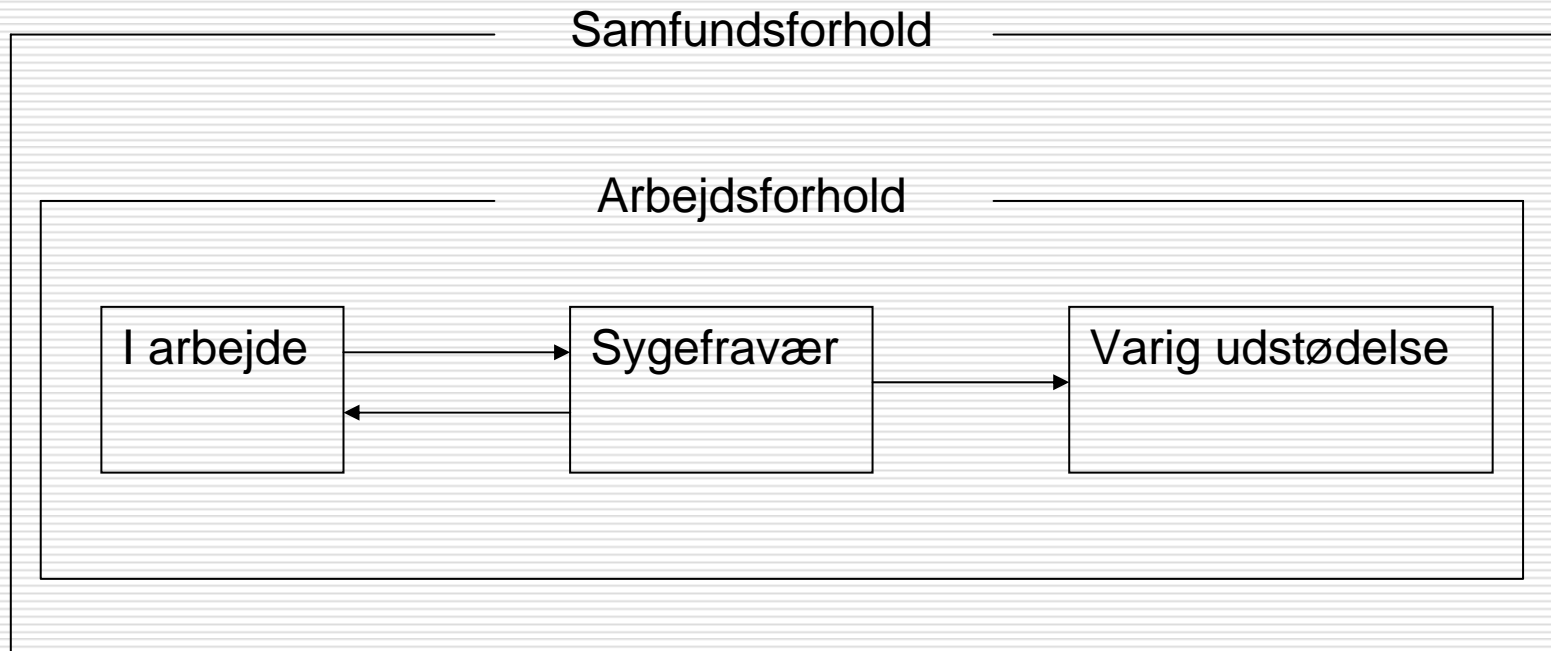 Samfundsforhold
Arbejdsforhold
I arbejde
Sygefravær
Varig udstødelse